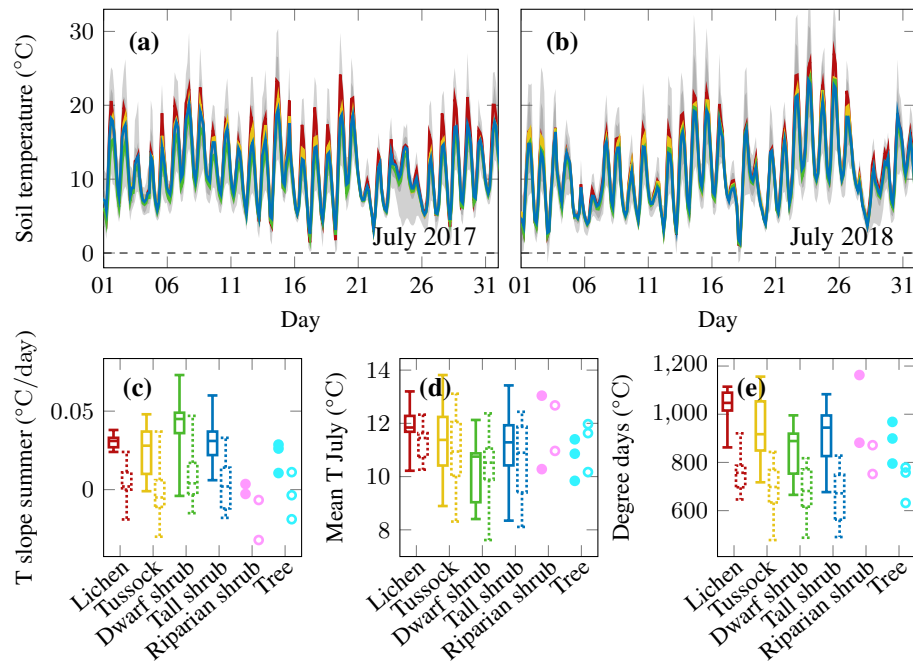 Soil temperature (°C)
30
20
10
0
(a)
July 2017
(b)
July 2018
01 06 11 16 21 26 31
01 06 11 16 21 26 31
Day
Day
T slope summer (°C/day)
0.05
0
(c)
Lichen
Tussock
Dwarf shrub
Tall shrub
Riparian shrub
Tree
Mean T July (°C)
14
12
10
8
(d)
Lichen
Tussock
Dwarf shrub
Tall shrub
Riparian shrub
Tree
Degree days (°C)
1,200
1,000
800
600
(e)
Lichen
Tussock
Dwarf shrub
Tall shrub
Riparian shrub
Tree